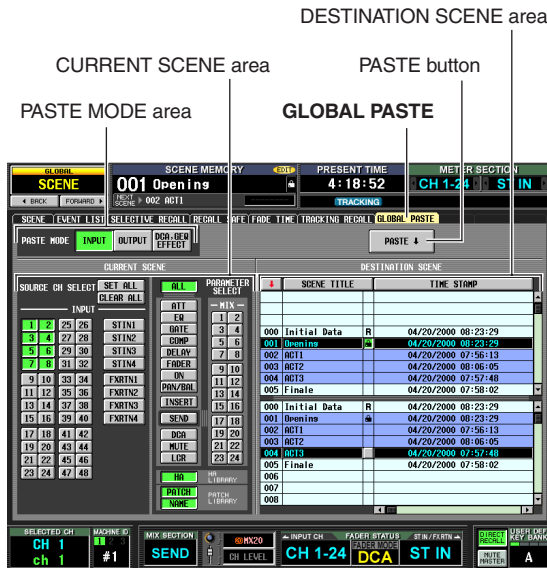 DESTINATION SCENE area
CURRENT SCENE area
PASTE button
PASTE MODE area
GLOBAL PASTE
GLOBAL
SCENE
BACK FORWARD
SCENE MEMORY EDIT
001 Opening
NEXT SCENE 002 ACT1
PRESENT TIME
4:18:52
TRACKING
METER SECTION
CH 1-24 ST IN
SCENE EVENT LIST SELECTIVE RECALL RECALL SAFE FADE TIME TRACKING RECALL GLOBAL PASTE
PASTE MODE INPUT OUTPUT DCA.GEQ EFFECT
PASTE
CURRENT SCENE
DESTINATION SCENE
SOURCE CH SELECT SET ALL
CLEAR ALL
INPUT
1 2 25 26 STIN1
3 4 27 28 STIN2
5 6 29 30 STIN3
7 8 31 32 STIN4
9 10 33 34 FXRTN1
11 12 35 36 FXRTN2
13 14 37 38 FXRTN3
15 16 39 40 FXRTN4
17 18 41 42
19 20 43 44
21 22 45 46
23 24 47 48
ALL
PARAMETER SELECT
ATT
EQ
GATE
COMP
DELAY
FADER
ON
PAN/BAL
INSERT
SEND
DCA
MUTE
LCR
HA
HA LIBRARY
PATCH
NAME
PATCH LIBRARY
MIX
1 2
3 4
5 6
7 8
9 10
11 12
13 14
15 16
17 18
19 20
21 22
23 24
SCENE TITLE TIME STAMP
000 Initial Data R 04/20/2000 08:23:29
001 Opening 04/20/2000 08:23:29
002 ACT1 04/20/2000 07:56:13
003 ACT2 04/20/2000 08:06:05
004 ACT3 04/20/2000 07:57:48
005 Finale 04/20/2000 07:58:02
000 Initial Data R 04/20/2000 08:23:29
001 Opening 04/20/2000 08:23:29
002 ACT1 04/20/2000 07:56:13
003 ACT2 04/20/2000 08:06:05
004 ACT3 04/20/2000 07:57:48
005 Finale 04/20/2000 07:58:02
006
007
008
SELECTED CH
CH 1
ch 1
MACHINE ID
1 2 3
#1
MIX SECTION
SEND
MX20
CH LEVEL
INPUT CH
CH 1-24
FADER STATUS
FADER MODE
DCA
ST IN/FXRTN
ST IN
DIRECT RECALL
MUTE MASTER
USER DEF
KEY BANK
A